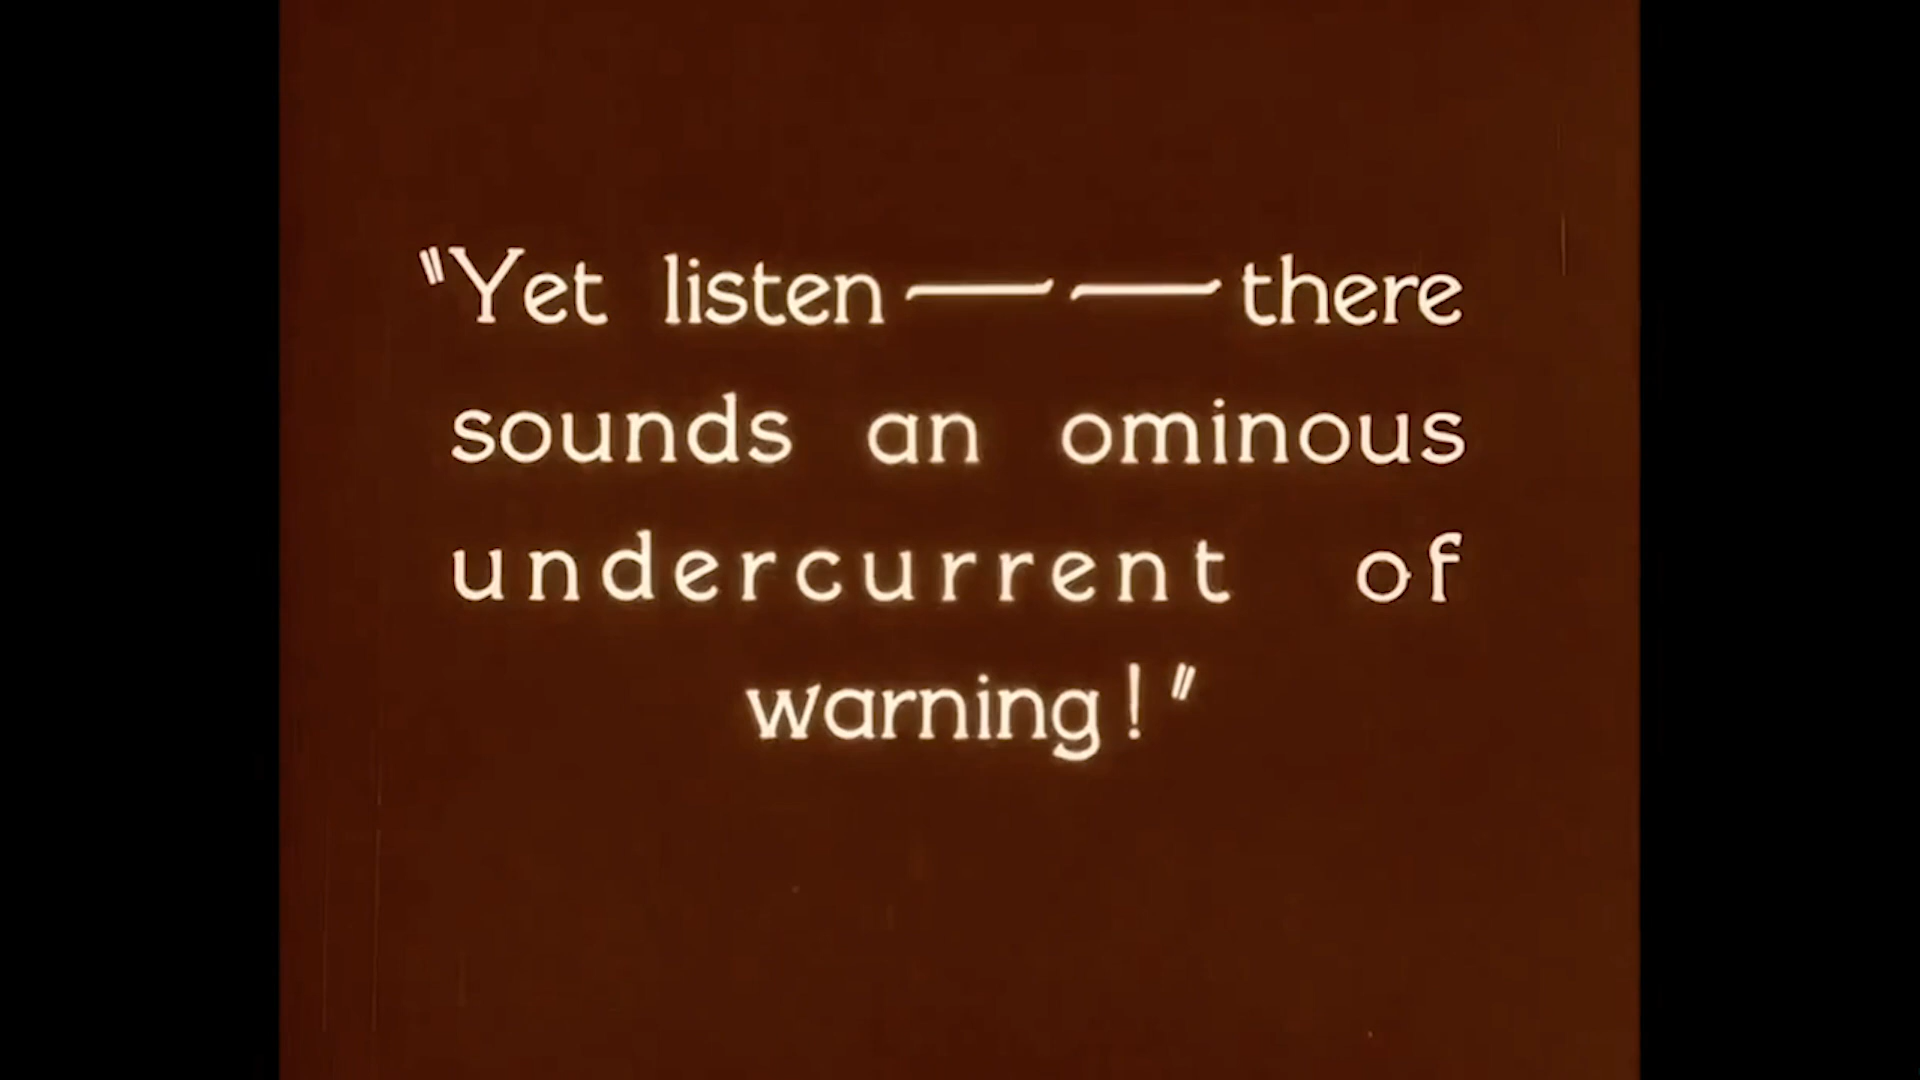 "Yet listen — — there
sounds an ominous
undercurrent of
warning!"